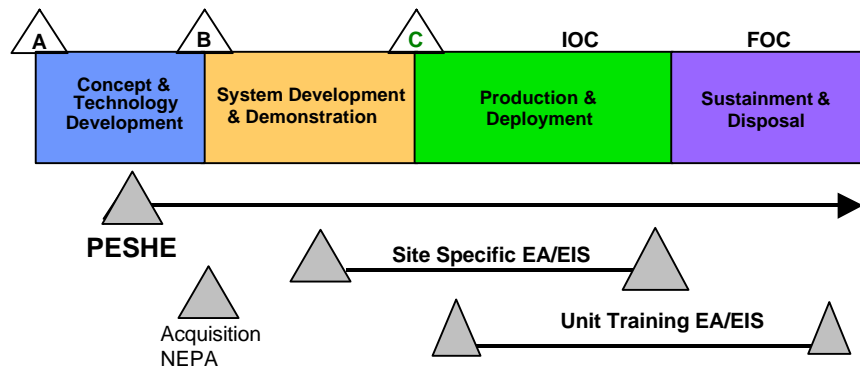 A
B
C
IOC
FOC
Concept &
Technology
Development
System Development
& Demonstration
Production &
Deployment
Sustainment &
Disposal
PESHE
Site Specific EA/EIS
Acquisition
NEPA
Unit Training EA/EIS